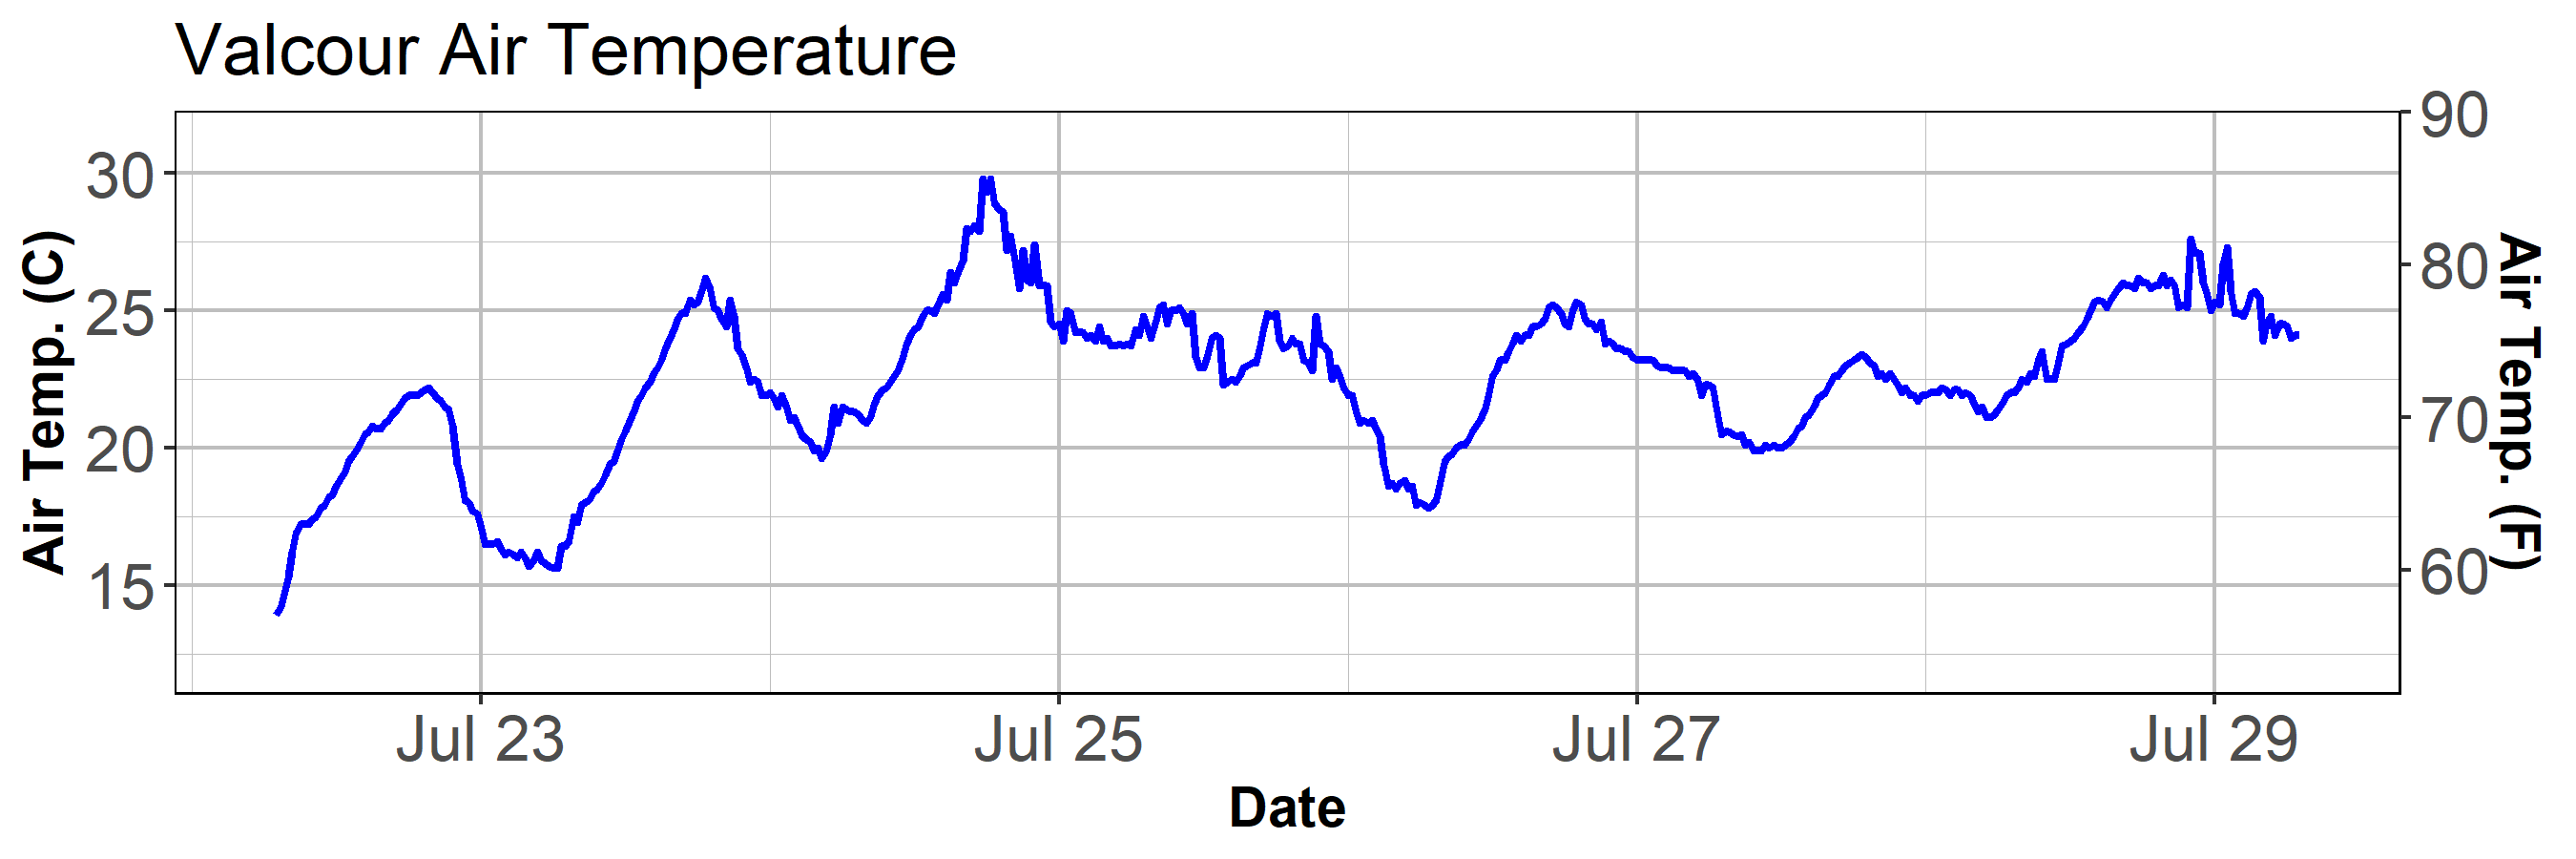 Valcour Air Temperature
Air Temp. (C)
30
25
20
15
90
80
70
60
Air Temp. (F)
Jul 23
Jul 25
Jul 27
Jul 29
Date